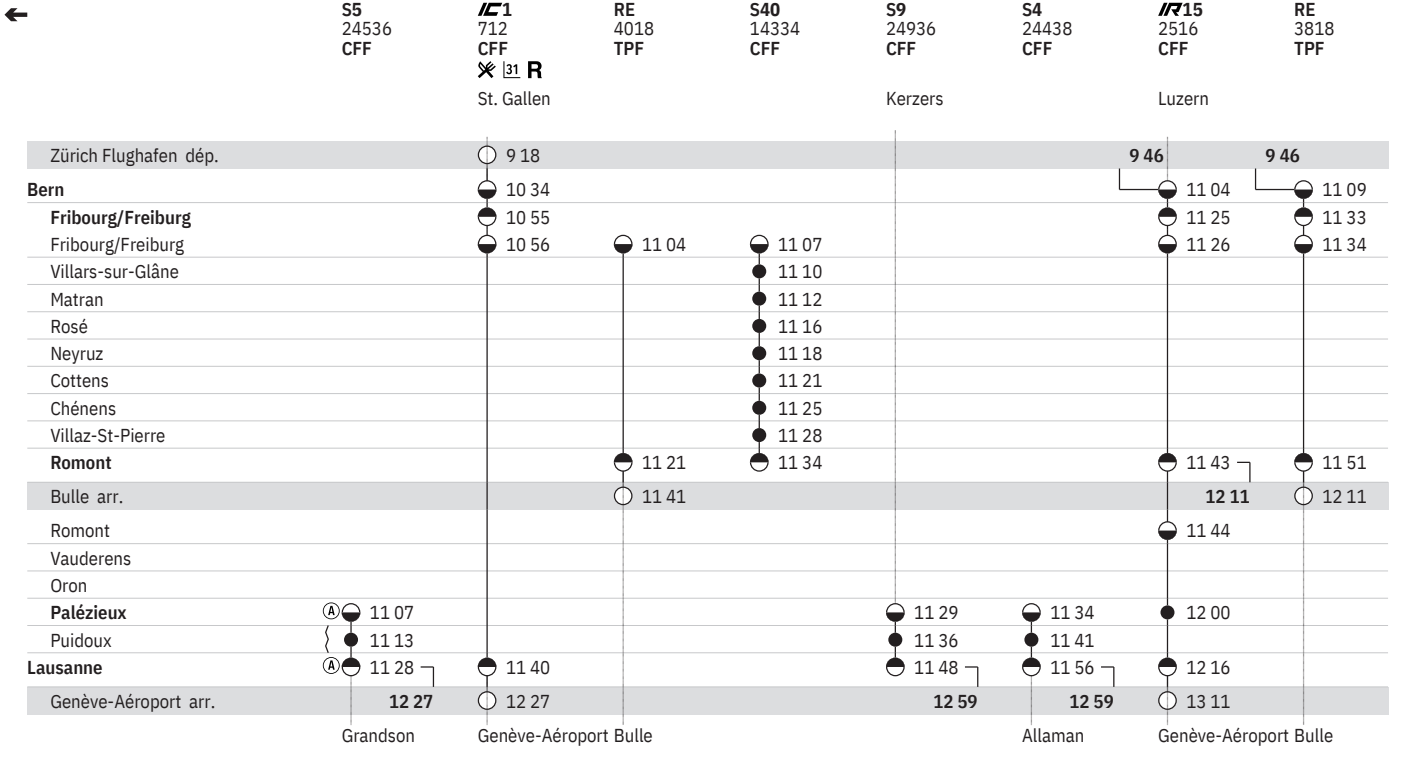 S5 IC1 RE S40 S9 S4 IR15 RE
24536 712 4018 14334 24936 24438 2516 3818
CFF CFF TPF CFF CFF CFF CFF TPF
31 R
St. Gallen Kerzers Luzern
Zürich Flughafen dép. 9 18 9 46 9 46
Bern 10 34 11 04 11 09
Fribourg/Freiburg 10 55 11 25 11 33
Fribourg/Freiburg 10 56 11 04 11 07 11 26 11 34
Villars-sur-Glâne 11 10
Matran 11 12
Rosé 11 16
Neyruz 11 18
Cottens 11 21
Chénens 11 25
Villaz-St-Pierre 11 28
Romont 11 21 11 34 11 43 11 51
Bulle arr. 11 41 12 11 12 11
Romont 11 44
Vauderens
Oron
Palézieux A 11 07 11 29 11 34 12 00
Puidoux 11 13 11 36 11 41
Lausanne A 11 28 11 40 11 48 11 56 12 16
Genève-Aéroport arr. 12 27 12 27 12 59 12 59 13 11
Grandson Genève-Aéroport Bulle Allaman Genève-Aéroport Bulle